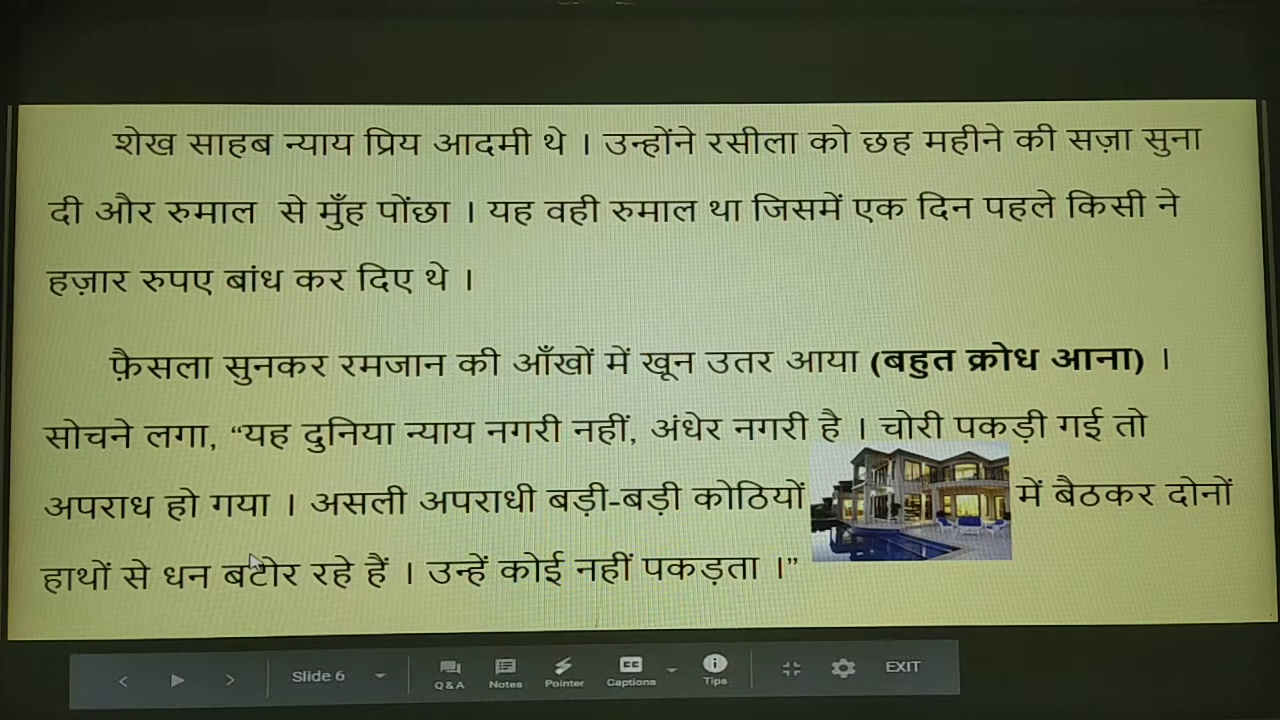 शेख साहब न्याय प्रिय आदमी थे । उन्होंने रसीला को छह महीने की सज़ा सुना
दी और रुमाल से मुँह पोंछा । यह वही रुमाल था जिसमें एक दिन पहले किसी ने
हज़ार रुपए बांध कर दिए थे ।
फ़ैसला सुनकर रमजान की आँखों में खून उतर आया (बहुत क्रोध आना) ।
सोचने लगा, “यह दुनिया न्याय नगरी नहीं, अंधेर नगरी है । चोरी पकड़ी गई तो
अपराध हो गया । असली अपराधी बड़ी-बड़ी कोठियों में बैठकर दोनों
हाथों से धन बटोर रहे हैं । उन्हें कोई नहीं पकड़ता ।”
Slide 6 Q & A Notes Pointer CC Captions Tips EXIT